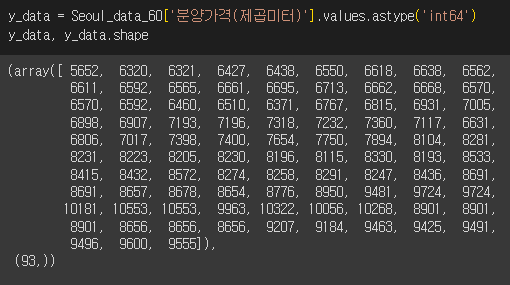 y_data = Seoul_data_60['분양가격(제곱미터)'].values.astype('int64')
y_data, y_data.shape
(array([ 5652, 6320, 6321, 6427, 6438, 6550, 6618, 6638, 6562,
6611, 6592, 6565, 6661, 6695, 6713, 6662, 6668, 6570,
6570, 6592, 6460, 6510, 6371, 6767, 6815, 6931, 7005,
6898, 6907, 7193, 7196, 7318, 7232, 7360, 7117, 6631,
6806, 7017, 7398, 7400, 7654, 7750, 7894, 8104, 8281,
8231, 8223, 8205, 8230, 8196, 8115, 8330, 8193, 8533,
8415, 8432, 8572, 8274, 8258, 8291, 8247, 8436, 8691,
8691, 8657, 8678, 8654, 8776, 8950, 9481, 9724, 9724,
10181, 10553, 10553, 9963, 10322, 10056, 10268, 8901, 8901,
8901, 8656, 8656, 8656, 9207, 9184, 9463, 9425, 9491,
9496, 9600, 9555]),
(93,))